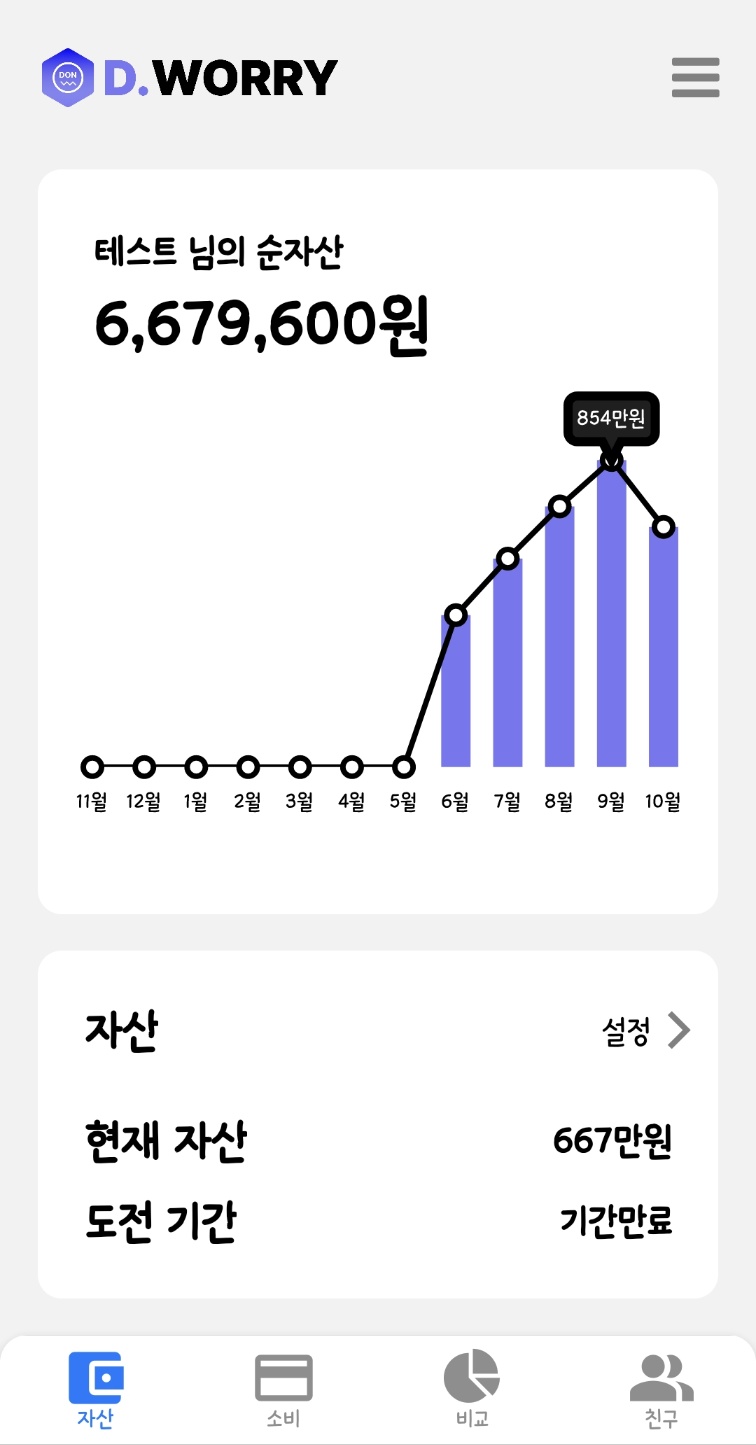 DON
D.WORRY
테스트 님의 순자산
6,679,600원
854만원
11월 12월 1월 2월 3월 4월 5월 6월 7월 8월 9월 10월
자산 설정
현재 자산 667만원
도전 기간 기간만료
자산 소비 비교 친구